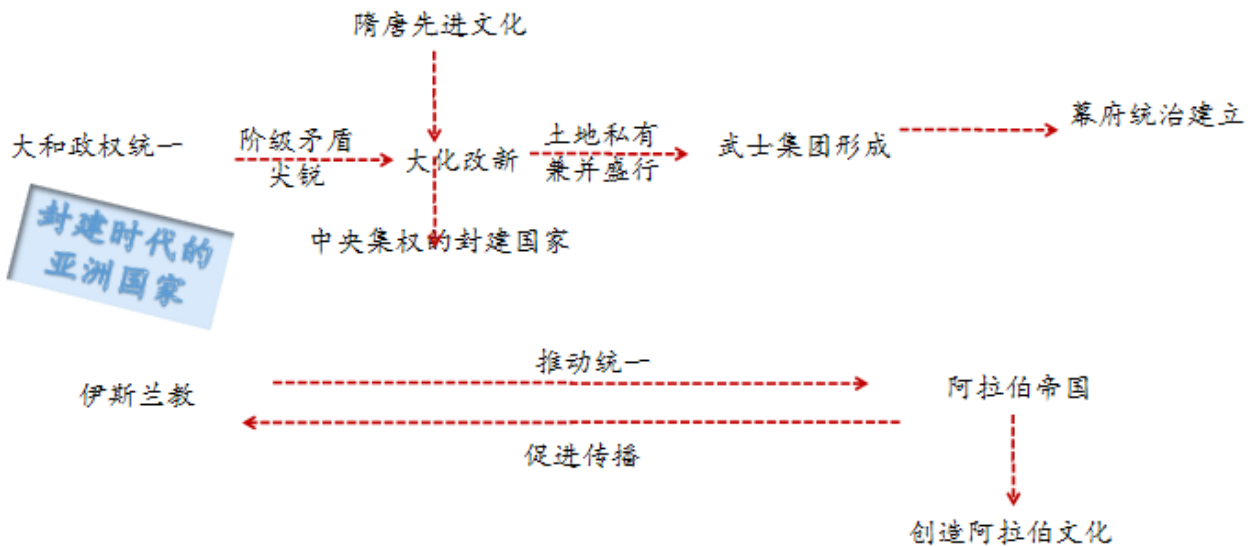 隋唐先进文化
大和政权统一
阶级矛盾
尖锐
大化改新
土地私有
兼并盛行
武士集团形成
幕府统治建立
中央集权的封建国家
封建时代的
亚洲国家
伊斯兰教
推动统一
促进传播
阿拉伯帝国
创造阿拉伯文化